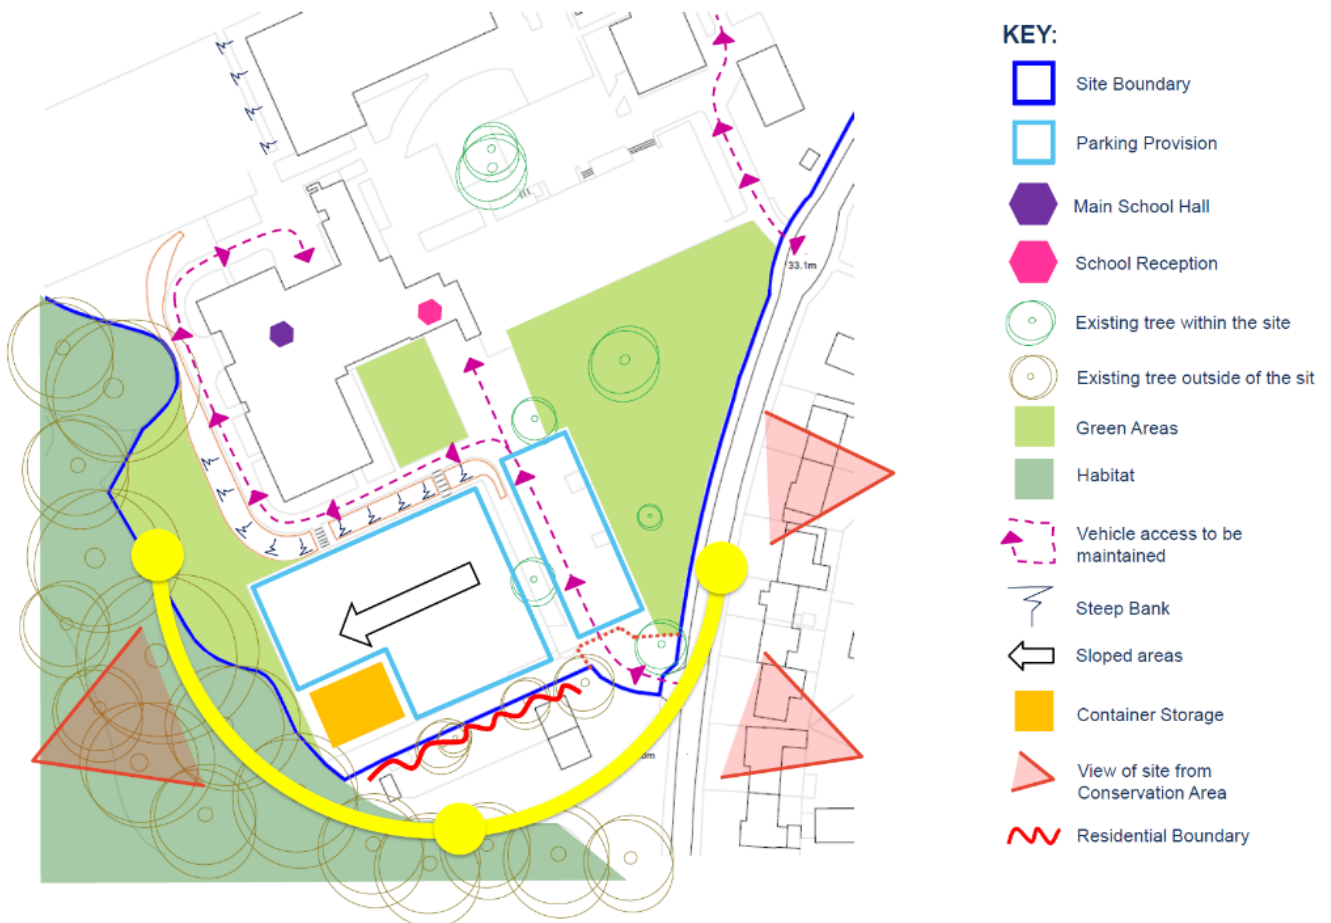 KEY:
Site Boundary
Parking Provision
Main School Hall
School Reception
Existing tree within the site
Existing tree outside of the sit
Green Areas
Habitat
Vehicle access to be
maintained
Steep Bank
Sloped areas
Container Storage
View of site from
Conservation Area
Residential Boundary
33.1m